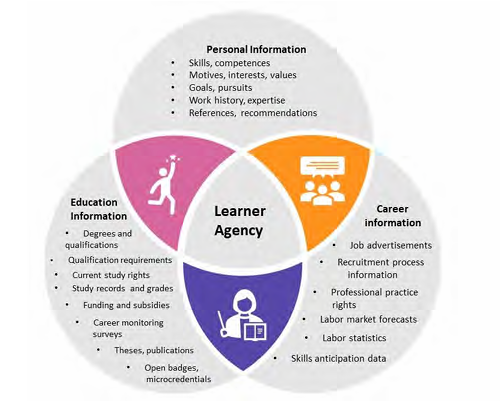 Personal Information
• Skills, competences
• Motives, interests, values
• Goals, pursuits
• Work history, expertise
• References, recommendations
Education
Information
• Degrees and
qualifications
• Qualification requirements
• Current study rights
• Study records and grades
• Funding and subsidies
• Career monitoring
surveys
• Theses, publications
• Open badges,
microcredentials
Learner
Agency
Career
information
• Job advertisements
• Recruitment process
information
• Professional practice
rights
• Labor market forecasts
• Labor statistics
• Skills anticipation data